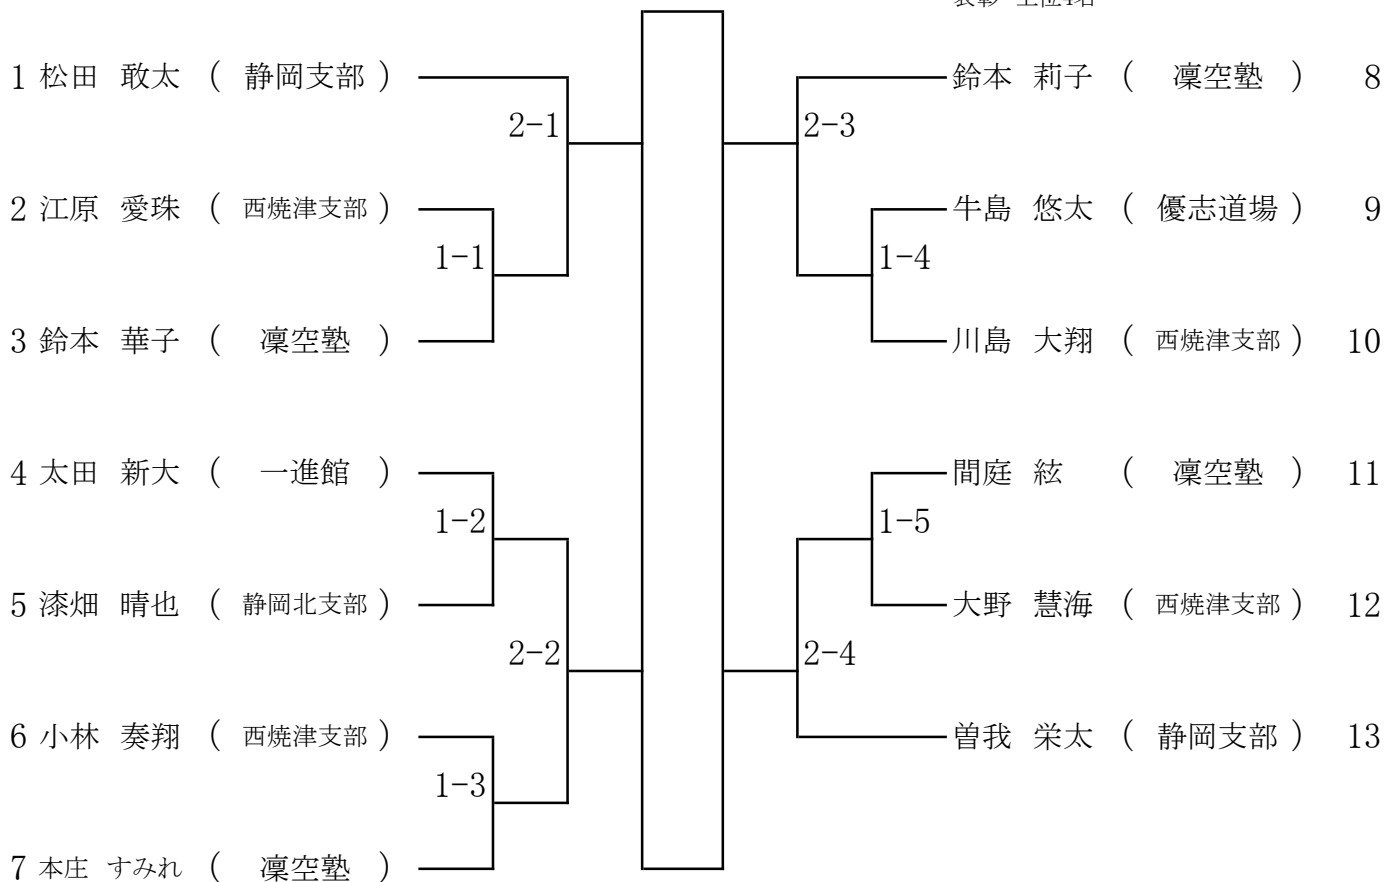 1 松田 敢太 ( 静岡支部 )
2-1
2 江原 愛珠 ( 西焼津支部 )
1-1
3 鈴本 華子 ( 凜空塾 )
4 太田 新大 ( 一進館 )
1-2
5 漆畑 晴也 ( 静岡北支部 )
2-2
6 小林 奏翔 ( 西焼津支部 )
1-3
7 本庄 すみれ ( 凜空塾 )
鈴本 莉子 ( 凜空塾 ) 8
2-3
牛島 悠太 ( 優志道場 ) 9
1-4
川島 大翔 ( 西焼津支部 ) 10
間庭 絃 ( 凜空塾 ) 11
1-5
大野 慧海 ( 西焼津支部 ) 12
2-4
曽我 栄太 ( 静岡支部 ) 13